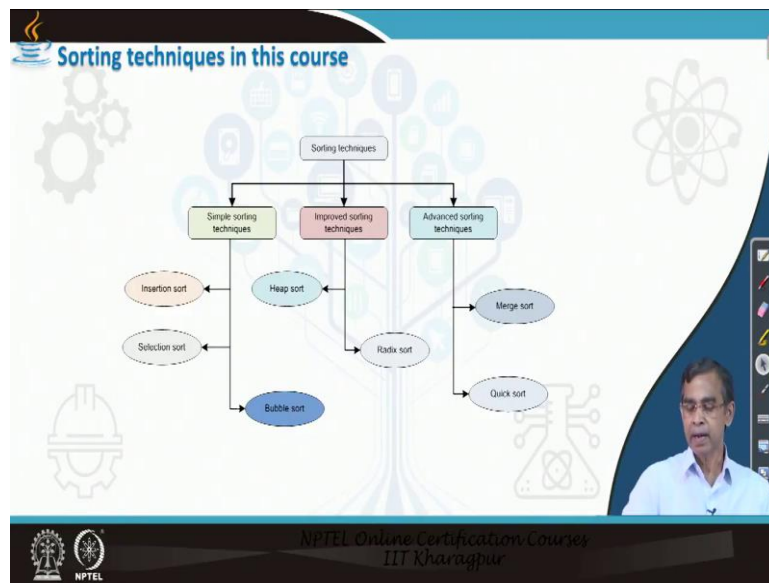 Sorting techniques in this course
Sorting techniques
Simple sorting
techniques
Improved sorting
techniques
Advanced sorting
techniques
Insertion sort
Heap sort
Merge sort
Selection sort
Radix sort
Bubble sort
Quick sort
NPTEL Online Certification Courses
IIT Kharagpur
NPTEL